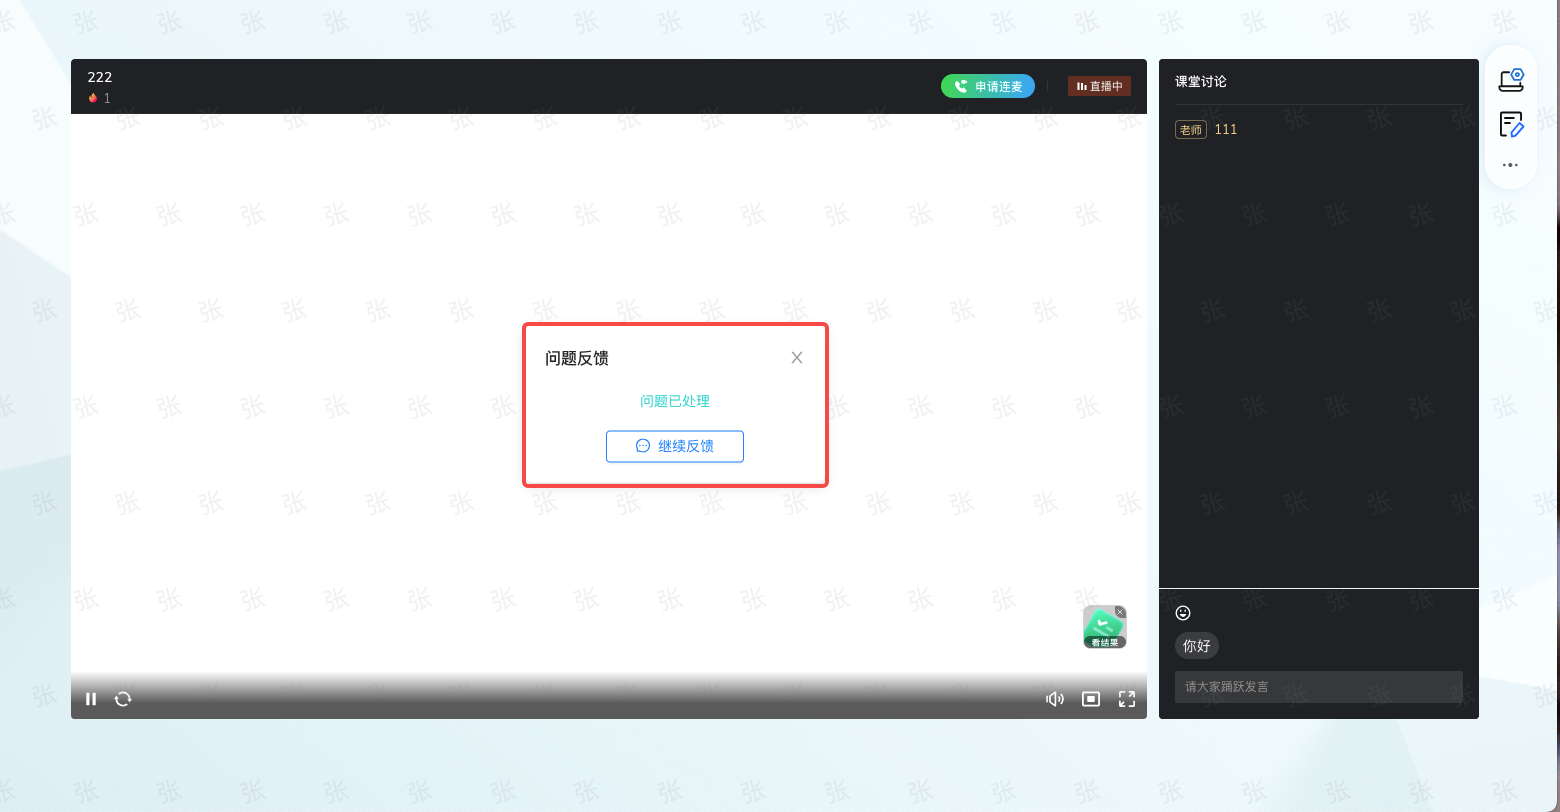 222
1
申请连麦
直播中
课堂讨论
老师 111
问题反馈
问题已处理
继续反馈
看结果
你好
请大家踊跃发言
张